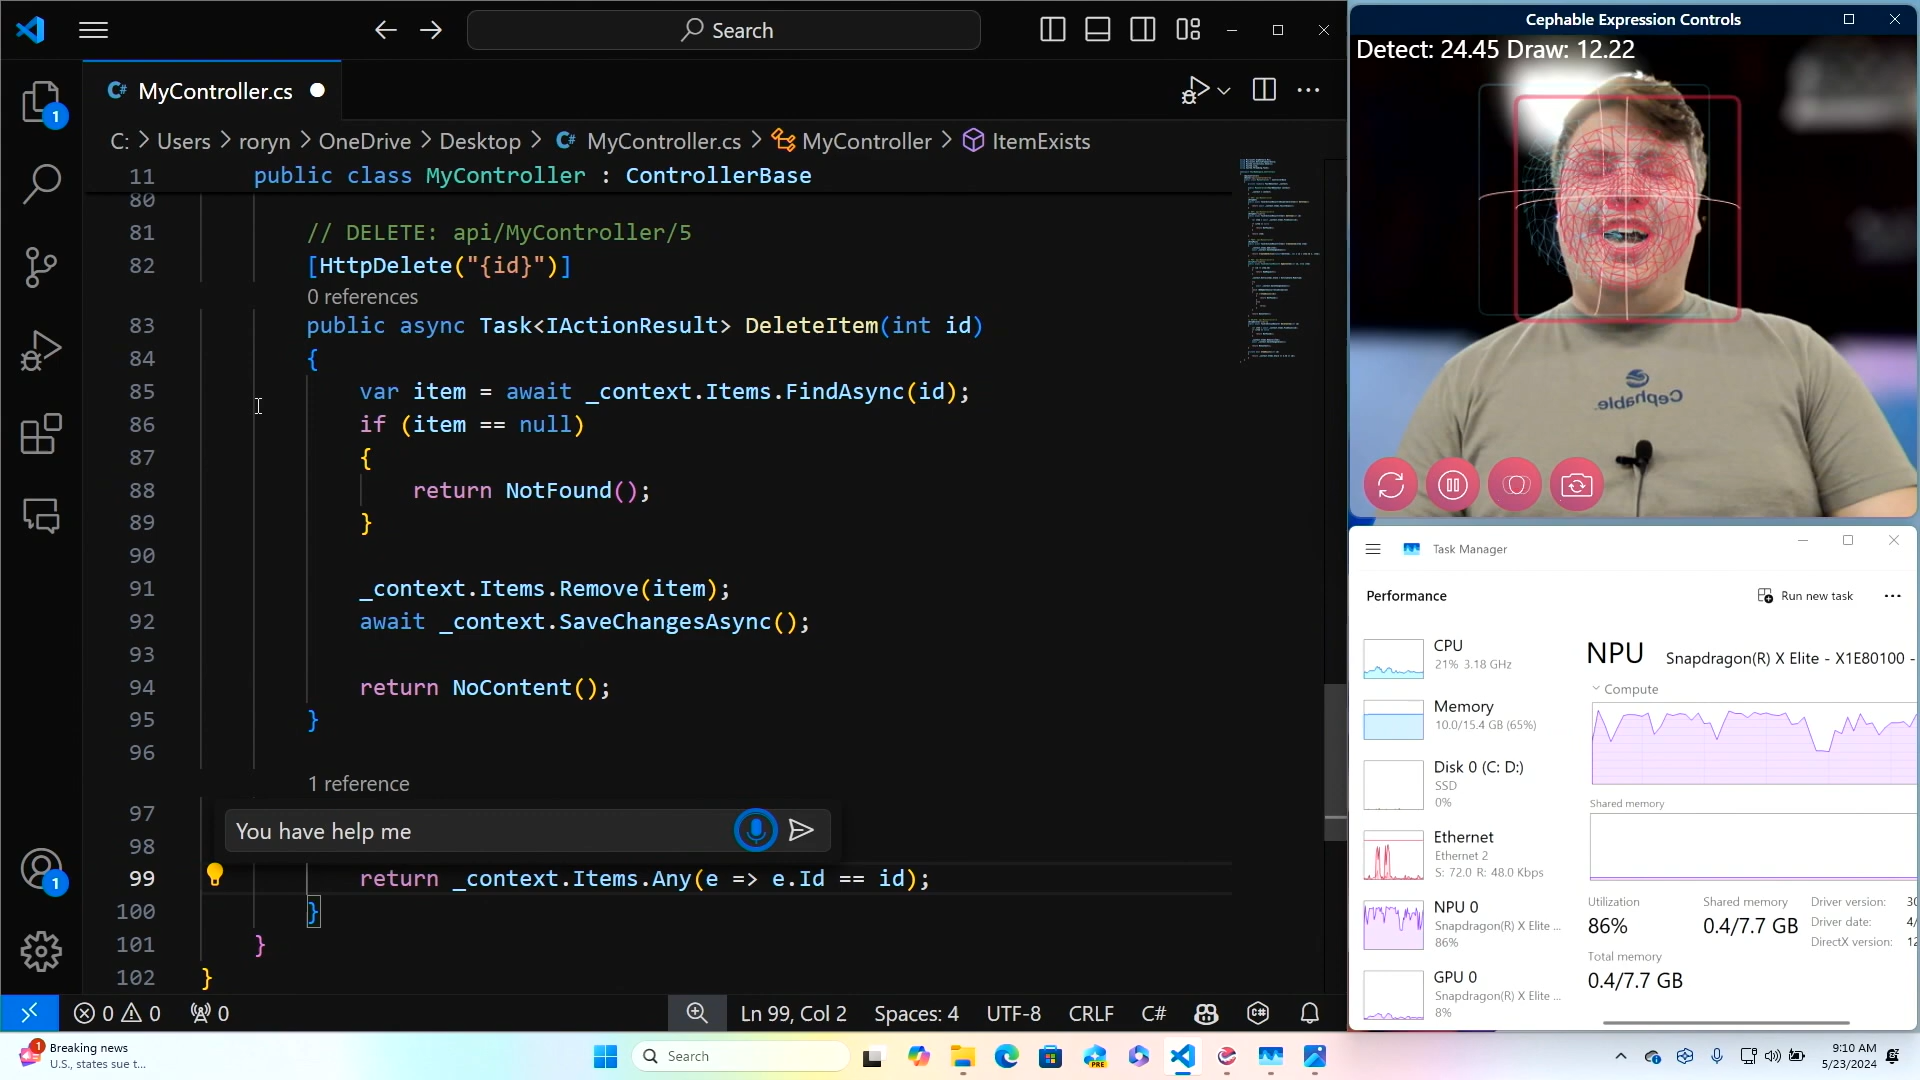 Search
MyController.cs
C: > Users > roryn > OneDrive > Desktop > MyController.cs > MyController > ItemExists
11 public class MyController : ControllerBase
80
81 // DELETE: api/MyController/5
82 [HttpDelete("{id}")]
0 references
83 public async Task<IActionResult> DeleteItem(int id)
84 {
85 var item = await _context.Items.FindAsync(id);
86 if (item == null)
87 {
88 return NotFound();
89 }
90
91 _context.Items.Remove(item);
92 await _context.SaveChangesAsync();
93
94 return NoContent();
95 }
96
1 reference
97
You have help me
98
99 return _context.Items.Any(e => e.Id == id);
100 }
101 }
102 }
1
1
0 0 0
Ln 99, Col 2 Spaces: 4 UTF-8 CRLF C#
Cephable Expression Controls
Detect: 24.45 Draw: 12.22
Cephable.
Task Manager
Performance
Run new task
CPU
21% 3.18 GHz
Memory
10.0/15.4 GB (65%)
Disk 0 (C: D:)
SSD
0%
Ethernet
Ethernet 2
S: 72.0 R: 48.0 Kbps
NPU 0
Snapdragon(R) X Elite ...
86%
GPU 0
Snapdragon(R) X Elite ...
8%
NPU Snapdragon(R) X Elite - X1E80100 -
Compute
Shared memory
Utilization
86%
Shared memory
0.4/7.7 GB
Driver version: 30
Driver date: 4/
DirectX version: 12
Total memory
0.4/7.7 GB
1
Breaking news
U.S., states sue t...
Search
PRE
9:10 AM
5/23/2024